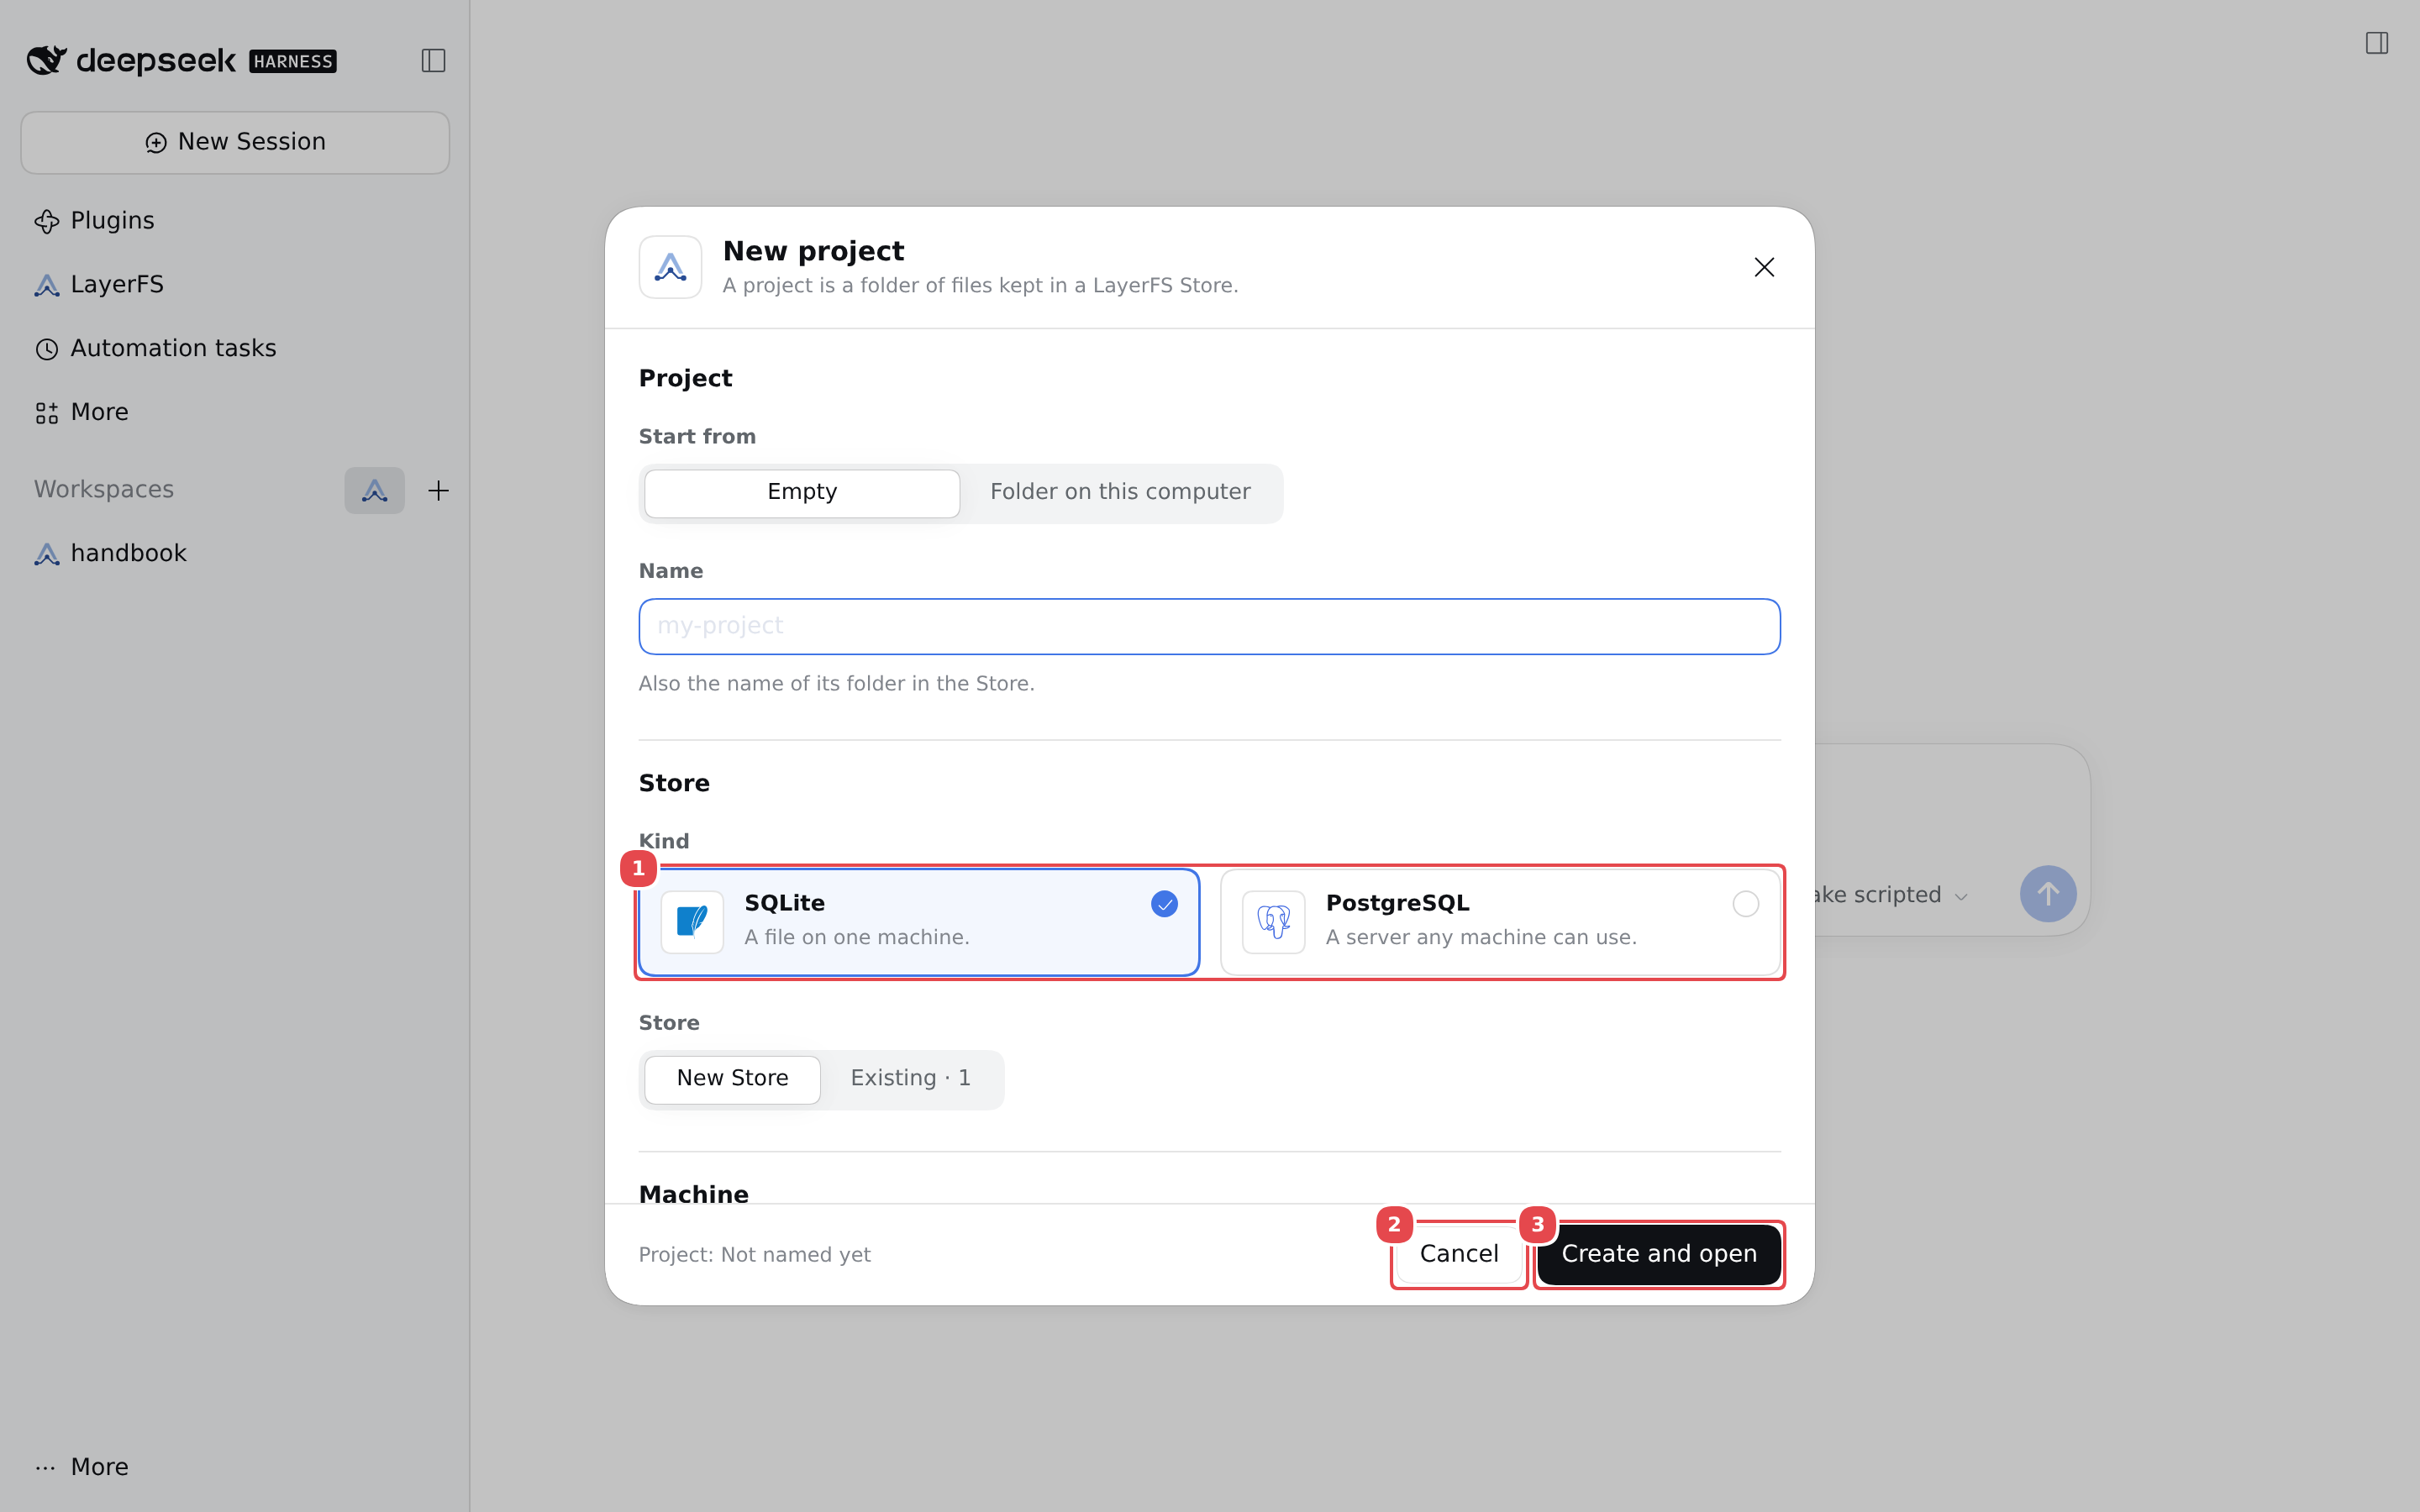 deepseek HARNESS
New Session
Plugins
LayerFS
Automation tasks
More
Workspaces
handbook
More
New project
A project is a folder of files kept in a LayerFS Store.
Project
Start from
Empty
Folder on this computer
Name
my-project
Also the name of its folder in the Store.
Store
Kind
1
SQLite
A file on one machine.
PostgreSQL
A server any machine can use.
Store
New Store
Existing · 1
Machine
Project: Not named yet
2
Cancel
3
Create and open
ake scripted